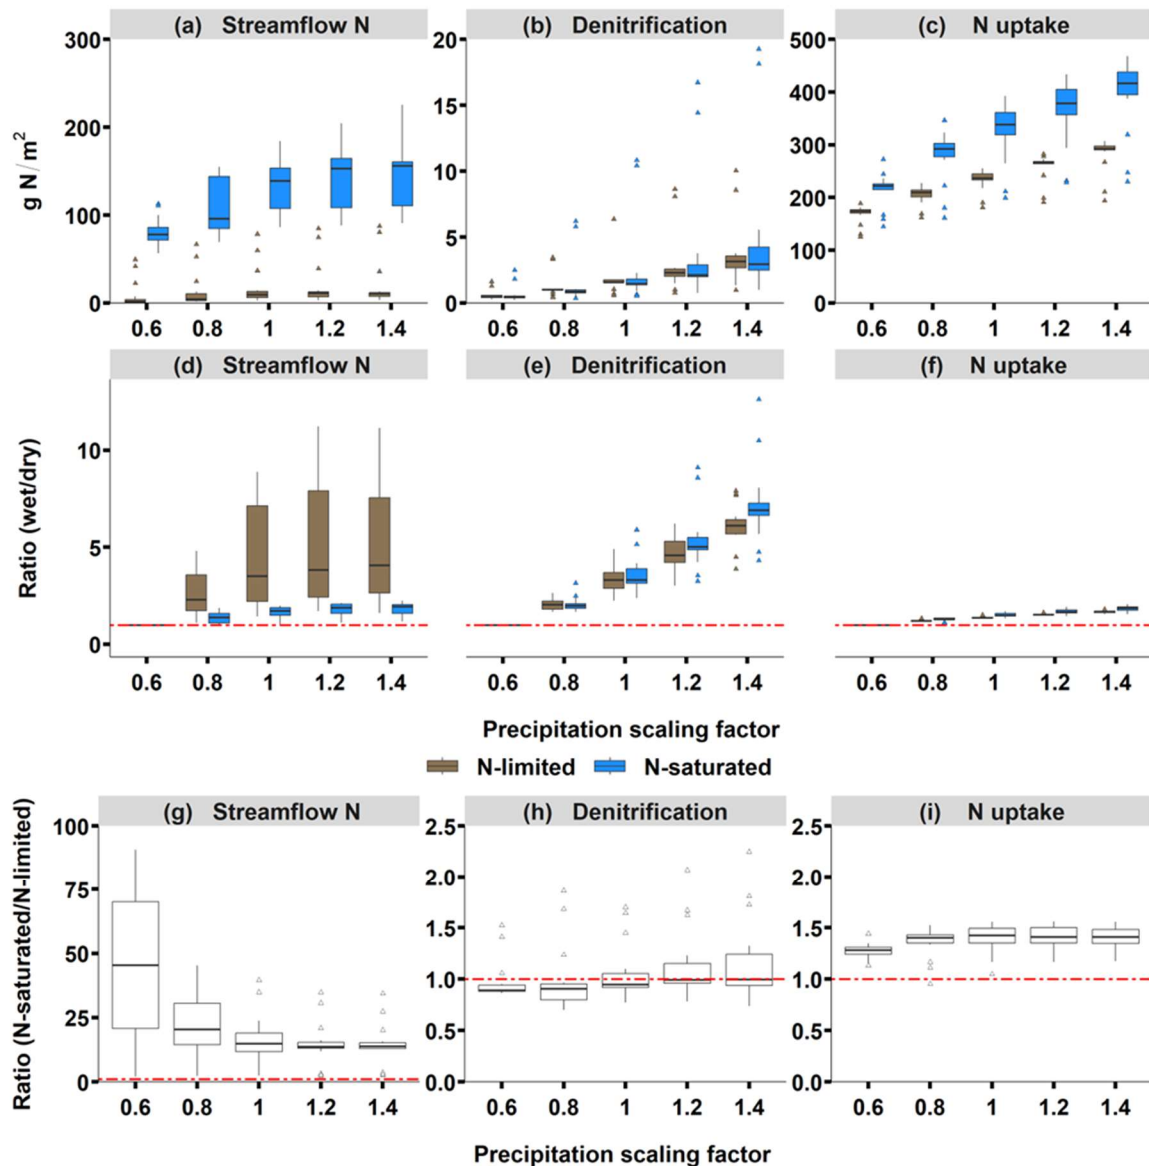 (a) Streamflow N (b) Denitrification (c) N uptake
g N/m²
300
200
100
0
20
15
10
5
0
500
400
300
200
100
0
0.6 0.8 1 1.2 1.4 0.6 0.8 1 1.2 1.4 0.6 0.8 1 1.2 1.4
(d) Streamflow N (e) Denitrification (f) N uptake
Ratio (wet/dry)
10
5
0
0.6 0.8 1 1.2 1.4 0.6 0.8 1 1.2 1.4 0.6 0.8 1 1.2 1.4
Precipitation scaling factor
N-limited N-saturated
(g) Streamflow N (h) Denitrification (i) N uptake
Ratio (N-saturated/N-limited)
100
75
50
25
0
2.5
2.0
1.5
1.0
0.5
0.0
2.5
2.0
1.5
1.0
0.5
0.0
0.6 0.8 1 1.2 1.4 0.6 0.8 1 1.2 1.4 0.6 0.8 1 1.2 1.4
Precipitation scaling factor